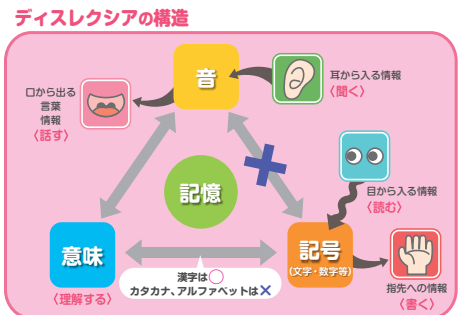 ディスレクシアの構造
音
耳から入る情報
〈聞く〉
口から出る
言葉
情報
〈話す〉
記憶
目から入る情報
〈読む〉
意味
〈理解する〉
記号
(文字・数字等)
漢字は◯
カタカナ、アルファベットは✕
指先への情報
〈書く〉